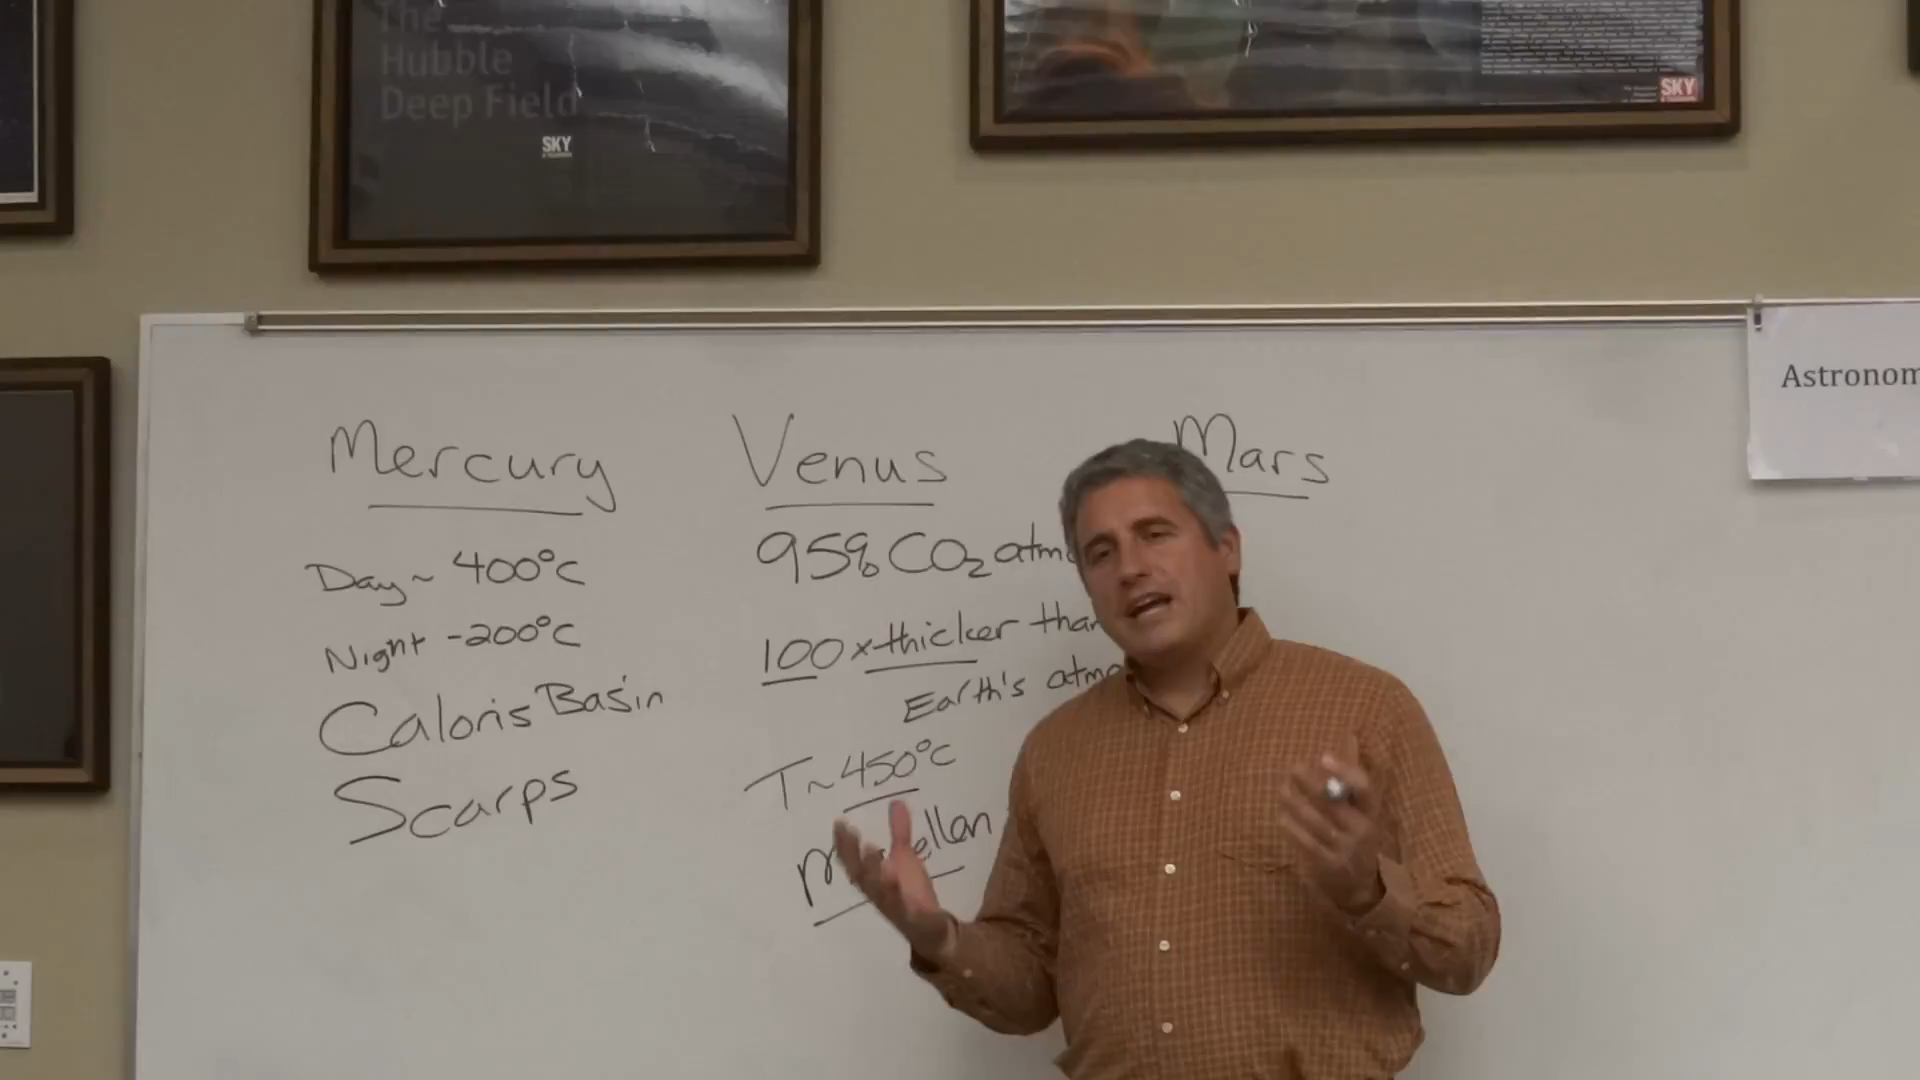 The
Hubble
Deep Field
SKY
SKY
Astronom
Mercury
Day ~ 400°C
Night -200°C
Caloris Basin
Scarps
Venus
95% CO2 atm
100 x thicker than
Earth's atm
T ~ 450°C
Mars